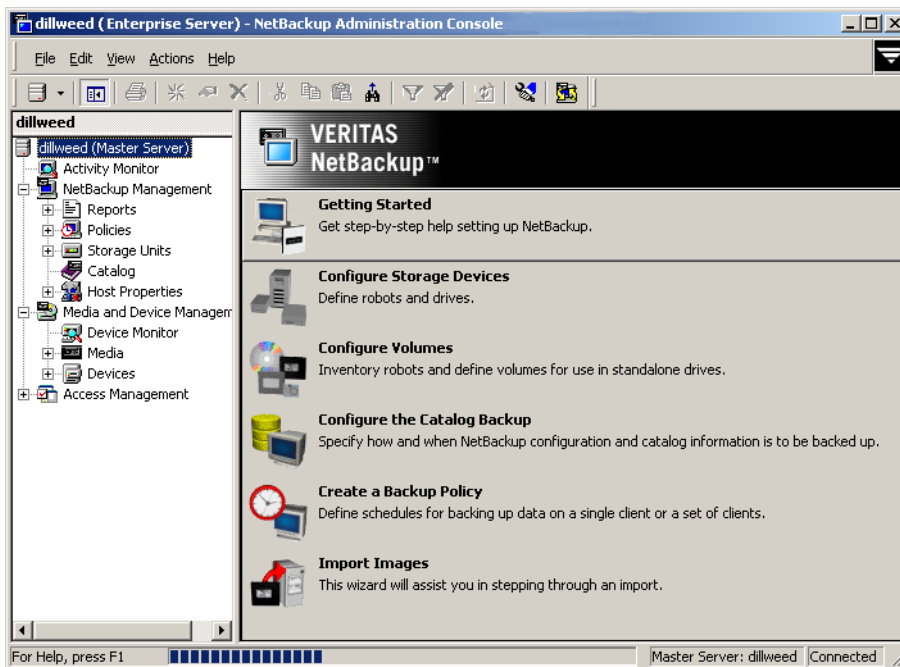 dillweed (Enterprise Server) - NetBackup Administration Console
File Edit View Actions Help
dillweed
dillweed (Master Server)
Activity Monitor
NetBackup Management
Reports
Policies
Storage Units
Catalog
Host Properties
Media and Device Managem
Device Monitor
Media
Devices
Access Management
VERITAS
NetBackup™
Getting Started
Get step-by-step help setting up NetBackup.
Configure Storage Devices
Define robots and drives.
Configure Volumes
Inventory robots and define volumes for use in standalone drives.
Configure the Catalog Backup
Specify how and when NetBackup configuration and catalog information is to be backed up.
Create a Backup Policy
Define schedules for backing up data on a single client or a set of clients.
Import Images
This wizard will assist you in stepping through an import.
For Help, press F1
Master Server: dillweed
Connected